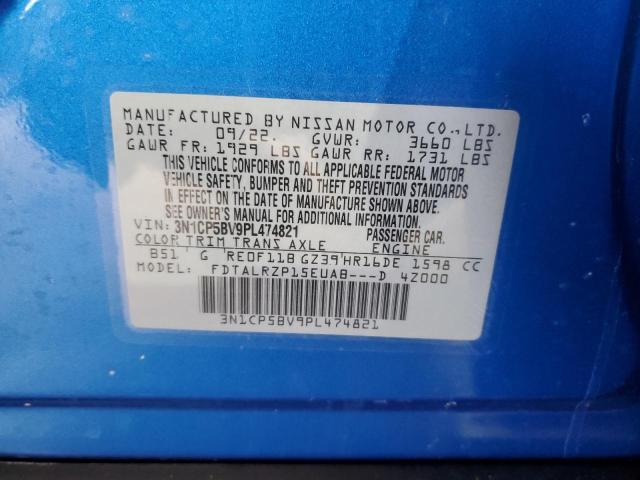 MANUFACTURED BY NISSAN MOTOR CO.,LTD.
DATE: 09/22. GVWR: 3660 LBS
GAWR FR: 1929 LBS GAWR RR: 1731 LBS
THIS VEHICLE CONFORMS TO ALL APPLICABLE FEDERAL MOTOR
VEHICLE SAFETY, BUMPER AND THEFT PREVENTION STANDARDS
IN EFFECT ON THE DATE OF MANUFACTURE SHOWN ABOVE.
SEE OWNER'S MANUAL FOR ADDITIONAL INFORMATION.
VIN: 3N1CP5BV9PL474821 PASSENGER CAR.
COLOR TRIM TRANS AXLE ENGINE
B51 G RE0F11B GZ39 HR16DE 1598 CC
MODEL: FDTALRZP15EUAB---D 4Z000
3N1CP5BV9PL474821